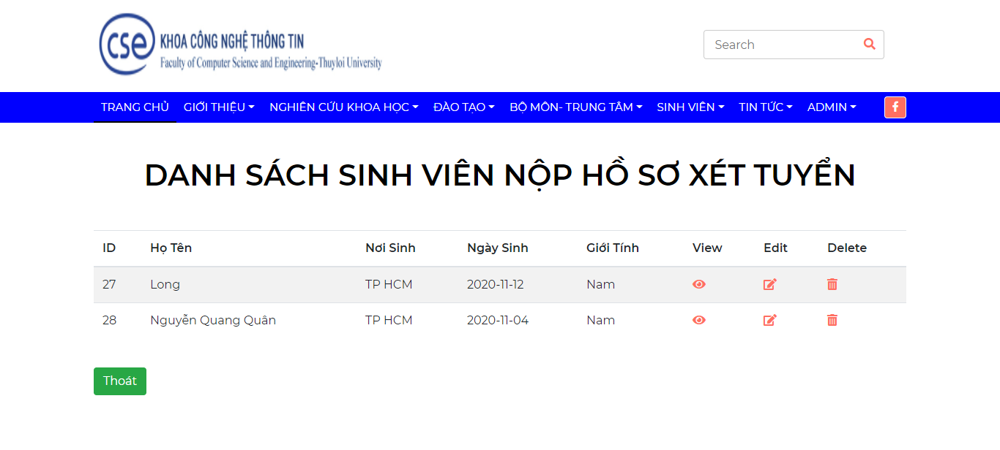 cse KHOA CÔNG NGHỆ THÔNG TIN
Faculty of Computer Science and Engineering-Thuyloi University
Search
TRANG CHỦ GIỚI THIỆU NGHIÊN CỨU KHOA HỌC ĐÀO TẠO BỘ MÔN- TRUNG TÂM SINH VIÊN TIN TỨC ADMIN
DANH SÁCH SINH VIÊN NỘP HỒ SƠ XÉT TUYỂN
ID Họ Tên Nơi Sinh Ngày Sinh Giới Tính View Edit Delete
27 Long TP HCM 2020-11-12 Nam
28 Nguyễn Quang Quân TP HCM 2020-11-04 Nam
Thoát